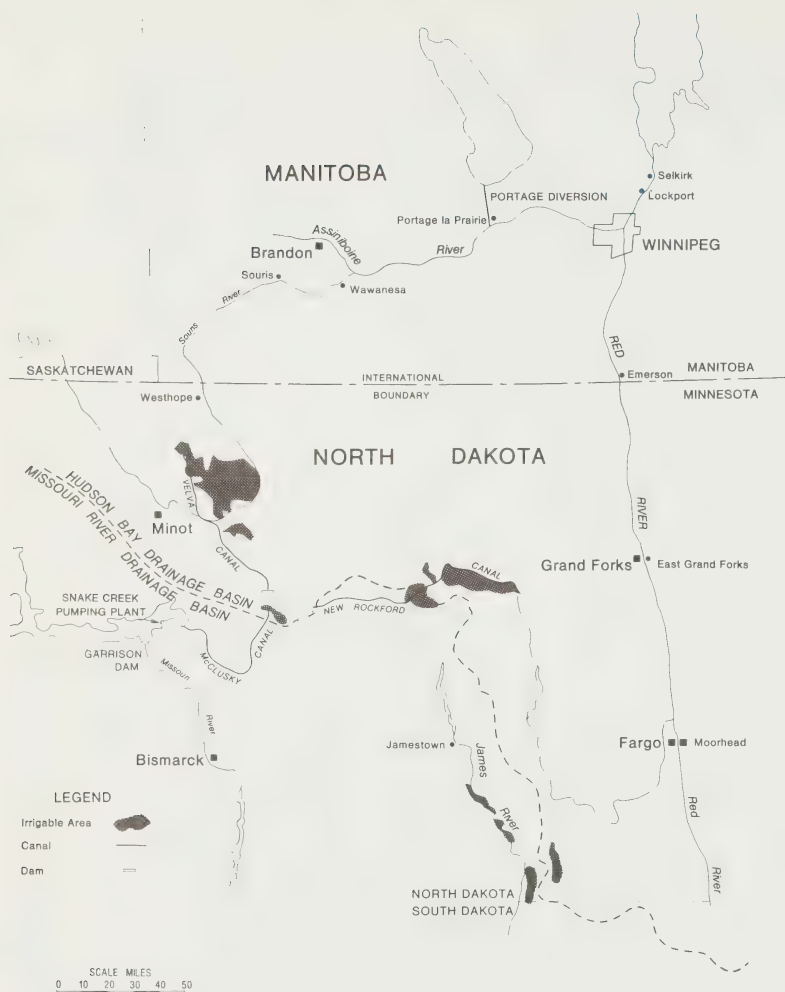 MANITOBA
Selkirk
Lockport
PORTAGE DIVERSION
Portage la Prairie
WINNIPEG
Assiniboine
River
Brandon
Souris
Wawanesa
River
Souris
RED
SASKATCHEWAN
INTERNATIONAL
BOUNDARY
Emerson
MANITOBA
MINNESOTA
Westhope
NORTH DAKOTA
VELVA
CANAL
HUDSON BAY DRAINAGE BASIN
MISSOURI RIVER DRAINAGE BASIN
Minot
RIVER
Grand Forks
East Grand Forks
CANAL
NEW ROCKFORD
SNAKE CREEK
PUMPING PLANT
McCLUSKY
CANAL
GARRISON
DAM
Missouri
River
Bismarck
Jamestown
James
River
Fargo
Moorhead
Red
River
LEGEND
Irrigable Area
Canal
Dam
NORTH DAKOTA
SOUTH DAKOTA
SCALE MILES
0 10 20 30 40 50